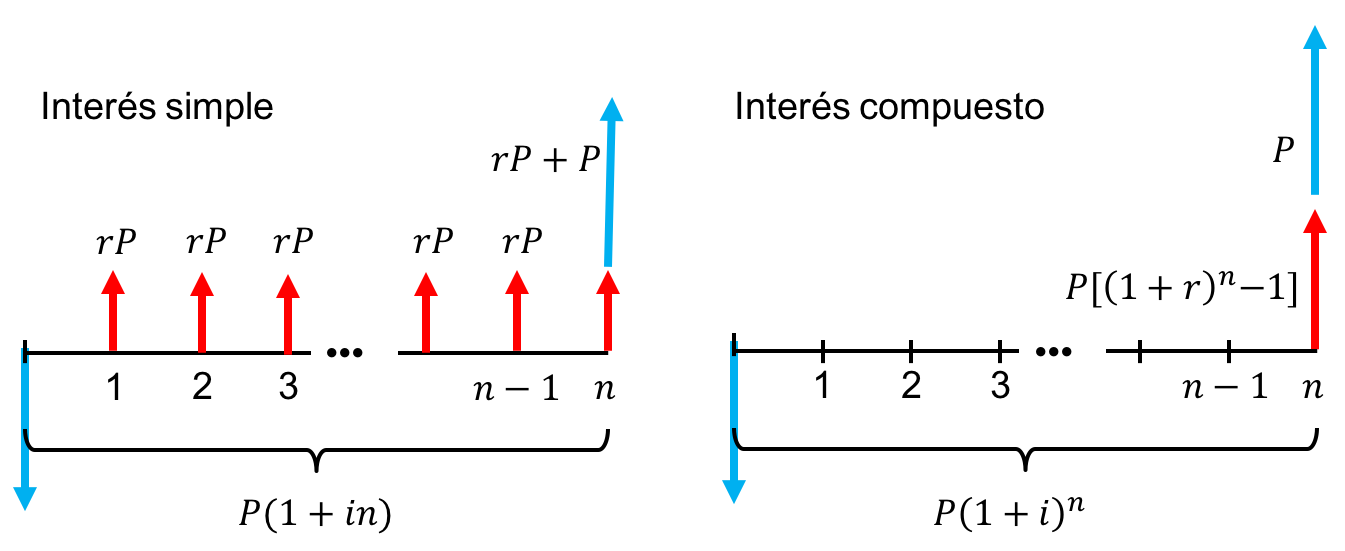 Interés simple
rP + P
rP rP rP rP rP
1 2 3 n − 1 n
P(1 + in)
Interés compuesto
P
P[(1 + r)ⁿ−1]
1 2 3 n − 1 n
P(1 + i)ⁿ